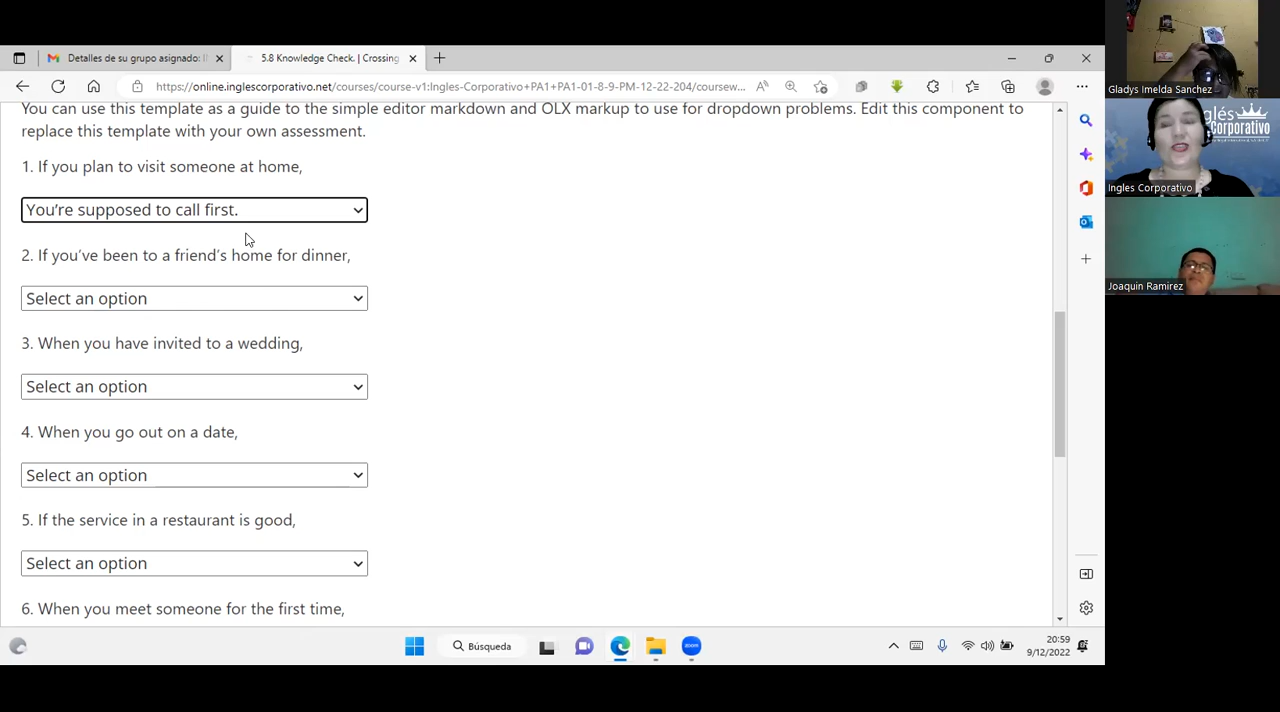 Detalles de su grupo asignado: I
5.8 Knowledge Check. | Crossing
https://online.inglescorporativo.net/courses/course-v1:Ingles-Corporativo+PA1+PA1-01-8-9-PM-12-22-204/coursew...
You can use this template as a guide to the simple editor markdown and OLX markup to use for dropdown problems. Edit this component to
replace this template with your own assessment.
1. If you plan to visit someone at home,
You're supposed to call first.
2. If you've been to a friend's home for dinner,
Select an option
3. When you have invited to a wedding,
Select an option
4. When you go out on a date,
Select an option
5. If the service in a restaurant is good,
Select an option
6. When you meet someone for the first time,
Búsqueda
zoom
20:59
9/12/2022
Gladys Imelda Sanchez
nglés
Corporativo
Ingles Corporativo
Joaquin Ramirez